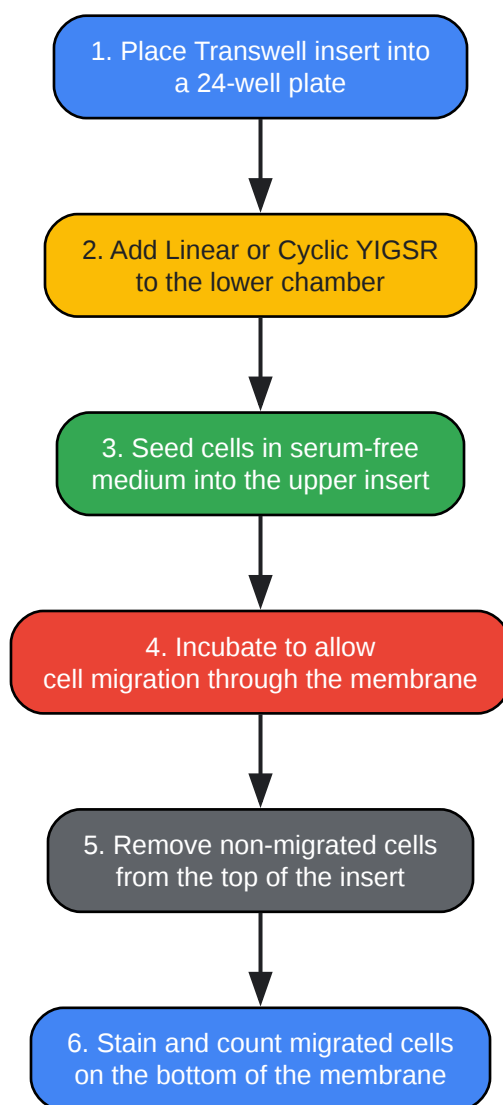 1. Place Transwell insert into
a 24-well plate
2. Add Linear or Cyclic YIGSR
to the lower chamber
3. Seed cells in serum-free
medium into the upper insert
4. Incubate to allow
cell migration through the membrane
5. Remove non-migrated cells
from the top of the insert
6. Stain and count migrated cells
on the bottom of the membrane